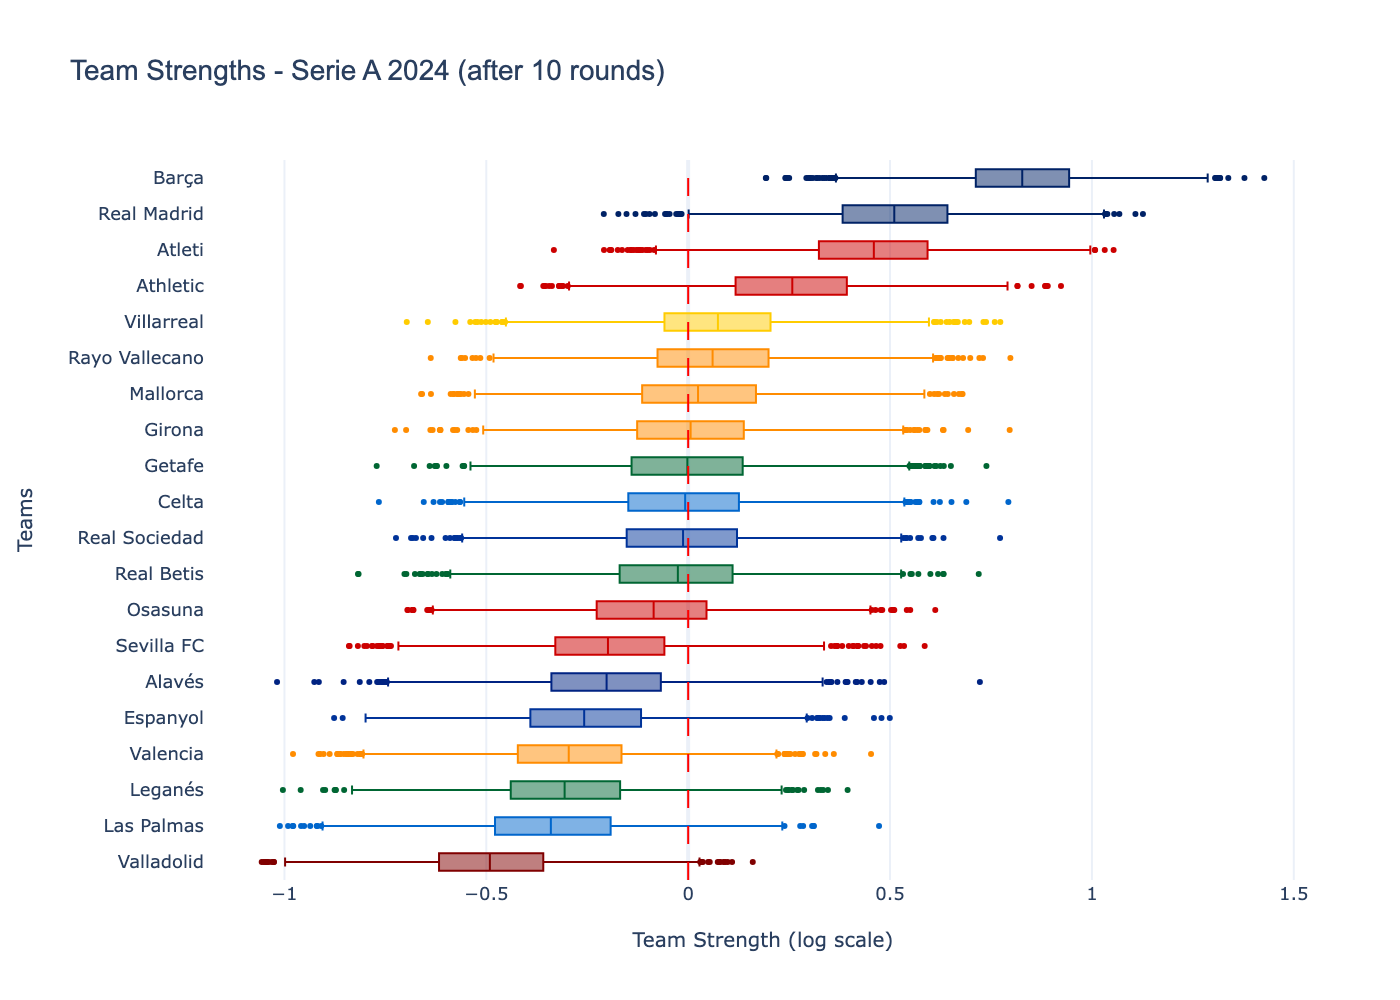 Team Strengths - Serie A 2024 (after 10 rounds)
Barça
Real Madrid
Atleti
Athletic
Villarreal
Rayo Vallecano
Mallorca
Girona
Getafe
Celta
Real Sociedad
Real Betis
Osasuna
Sevilla FC
Alavés
Espanyol
Valencia
Leganés
Las Palmas
Valladolid
Teams
−1 −0.5 0 0.5 1 1.5
Team Strength (log scale)